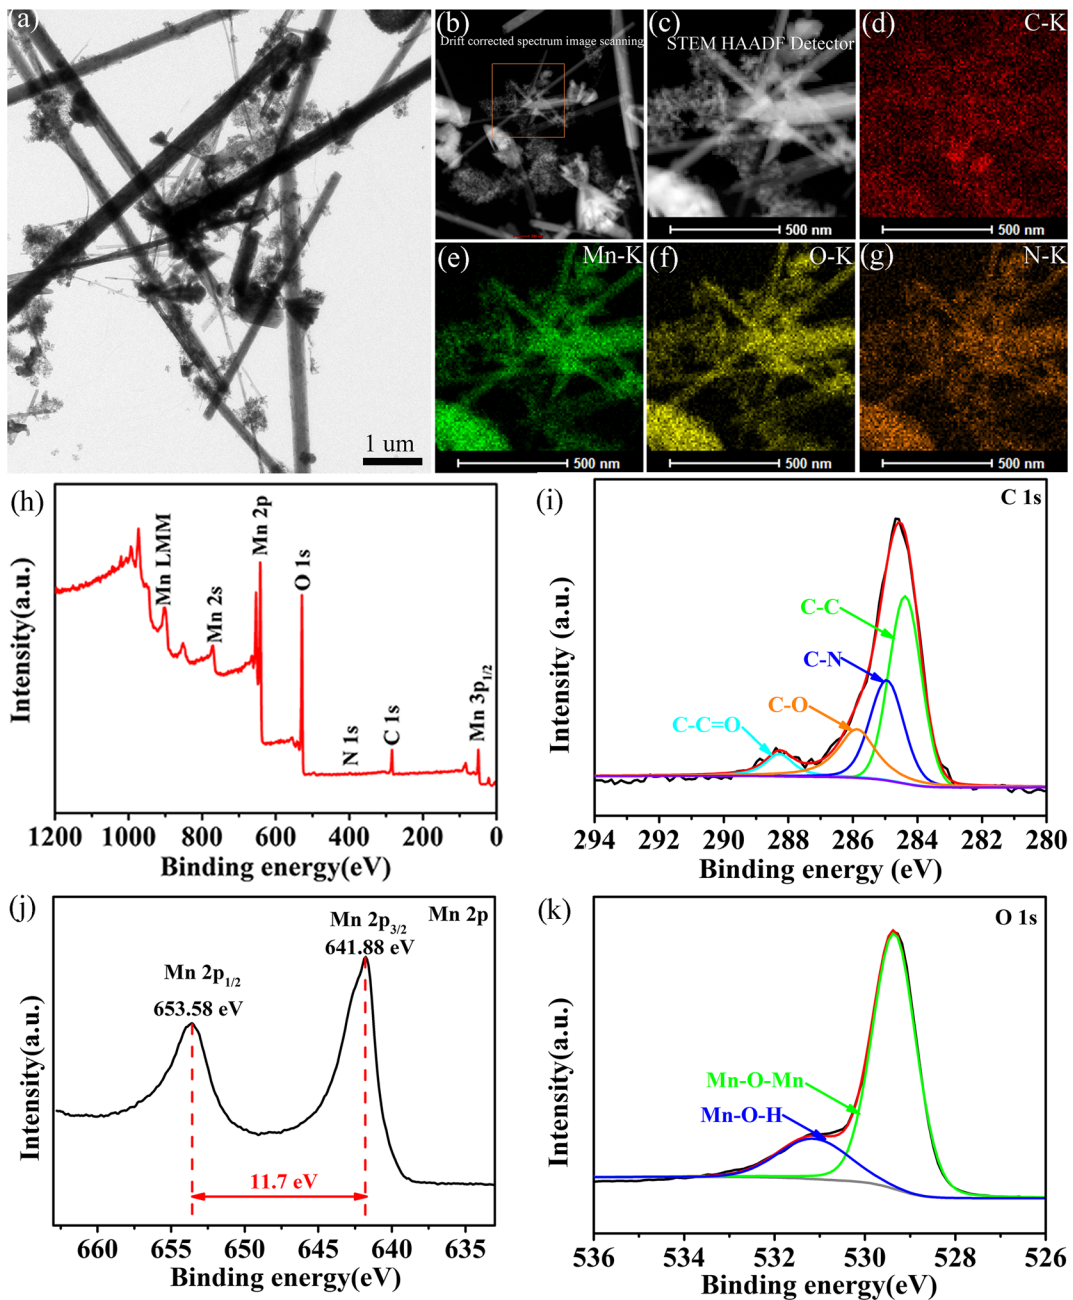 (a)
1 um
(b)
Drift corrected spectrum image scanning
(c)
STEM HAADF Detector
500 nm
(d)
C-K
500 nm
(e)
Mn-K
500 nm
(f)
O-K
500 nm
(g)
N-K
500 nm
(h)
Intensity(a.u.)
Mn LMM
Mn 2s
Mn 2p
O 1s
N 1s
C 1s
Mn 3p1/2
1200 1000 800 600 400 200 0
Binding energy(eV)
(i)
C 1s
Intensity (a.u.)
C-C
C-N
C-O
C-C=O
294 292 290 288 286 284 282 280
Binding energy (eV)
(j)
Mn 2p
Intensity(a.u.)
Mn 2p3/2
641.88 eV
Mn 2p1/2
653.58 eV
11.7 eV
660 655 650 645 640 635
Binding energy(eV)
(k)
O 1s
Intensity(a.u.)
Mn-O-Mn
Mn-O-H
536 534 532 530 528 526
Binding energy(eV)